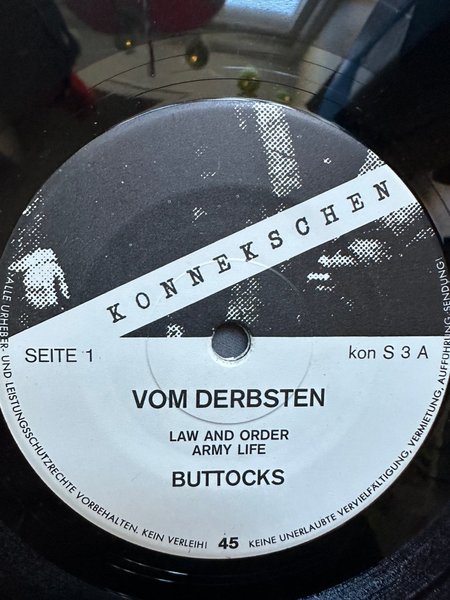 KONNEKSCHEN
SEITE 1
kon S 3 A
VOM DERBSTEN
LAW AND ORDER
ARMY LIFE
BUTTOCKS
ALLE URHEBER- UND LEISTUNGSSCHUTZRECHTE VORBEHALTEN. KEIN VERLEIH! 45 KEINE UNERLAUBTE VERVIELFÄLTIGUNG, VERMIETUNG, AUFFÜHRUNG, SENDUNG!